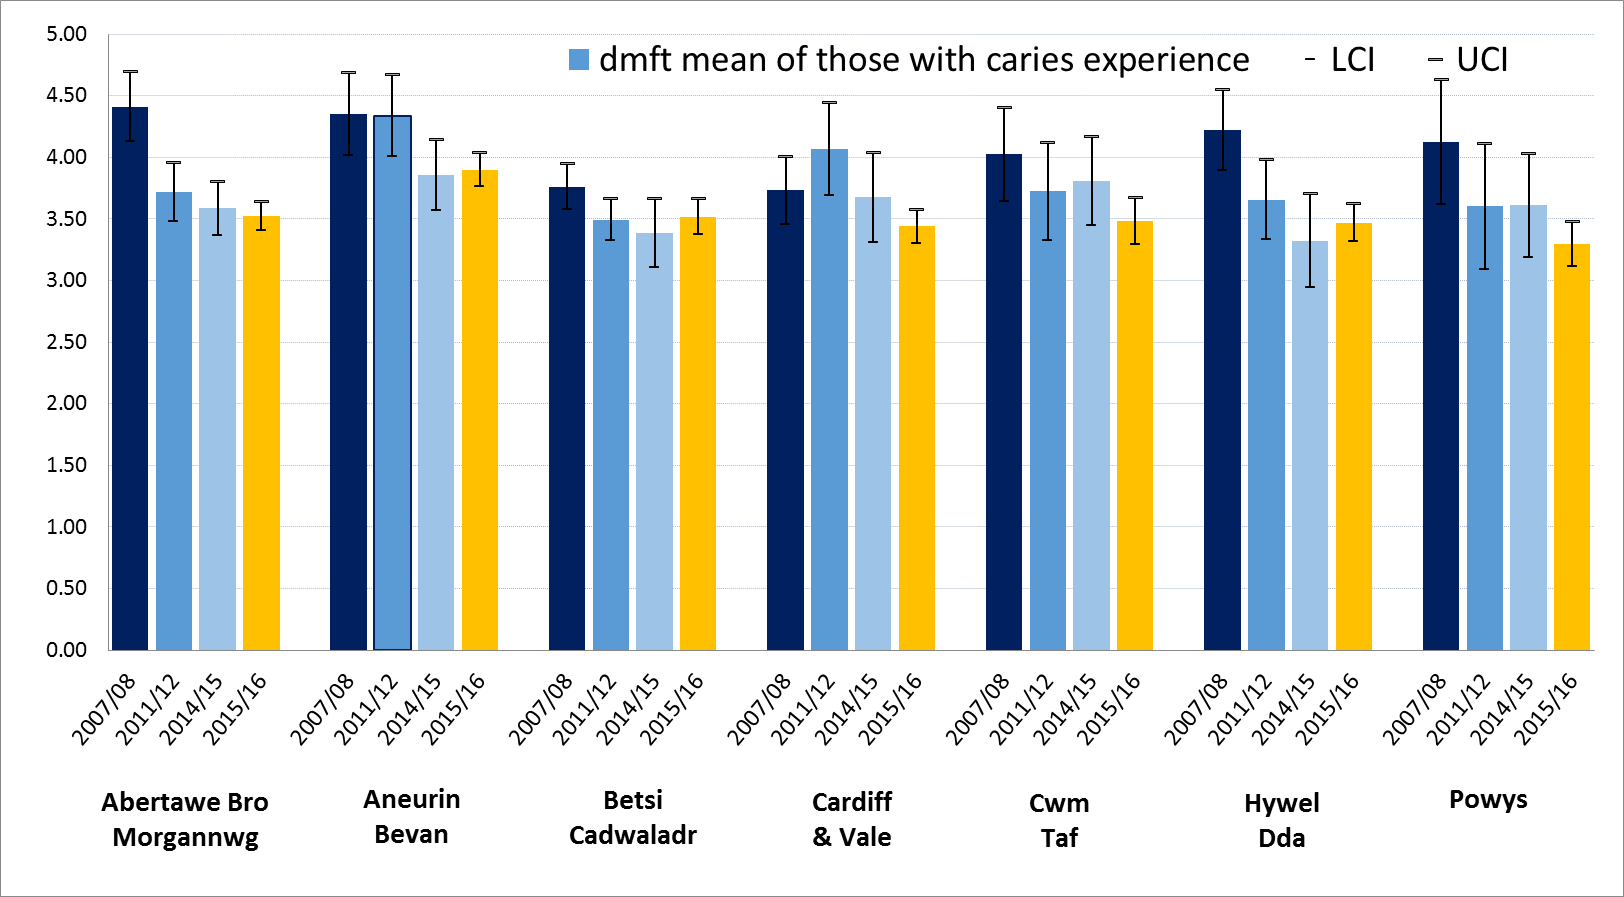 dmft mean of those with caries experience LCI UCI
5.00
4.50
4.00
3.50
3.00
2.50
2.00
1.50
1.00
0.50
0.00
2007/08 2011/12 2014/15 2015/16 2007/08 2011/12 2014/15 2015/16 2007/08 2011/12 2014/15 2015/16 2007/08 2011/12 2014/15 2015/16 2007/08 2011/12 2014/15 2015/16 2007/08 2011/12 2014/15 2015/16 2007/08 2011/12 2014/15 2015/16
Abertawe Bro
Morgannwg
Aneurin
Bevan
Betsi
Cadwaladr
Cardiff
& Vale
Cwm
Taf
Hywel
Dda
Powys